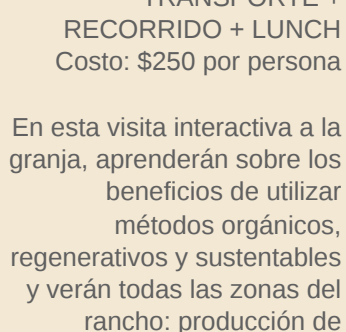 TRANSPORTE +
RECORRIDO + LUNCH
Costo: $250 por persona
En esta visita interactiva a la
granja, aprenderán sobre los
beneficios de utilizar
métodos orgánicos,
regenerativos y sustentables
y verán todas las zonas del
rancho: producción de